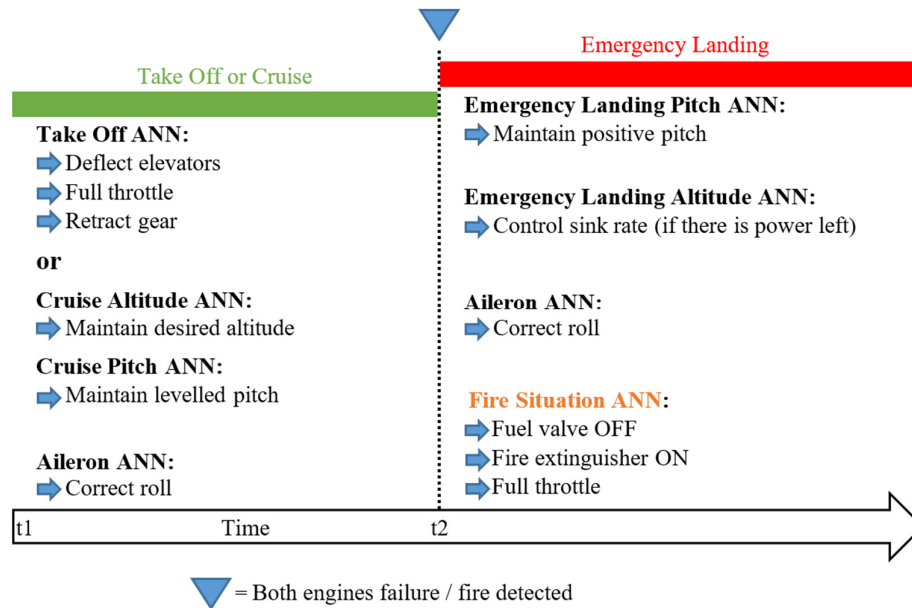 Take Off or Cruise
Take Off ANN:
Deflect elevators
Full throttle
Retract gear
or
Cruise Altitude ANN:
Maintain desired altitude
Cruise Pitch ANN:
Maintain levelled pitch
Aileron ANN:
Correct roll
Emergency Landing
Emergency Landing Pitch ANN:
Maintain positive pitch
Emergency Landing Altitude ANN:
Control sink rate (if there is power left)
Aileron ANN:
Correct roll
Fire Situation ANN:
Fuel valve OFF
Fire extinguisher ON
Full throttle
t1 Time t2
= Both engines failure / fire detected